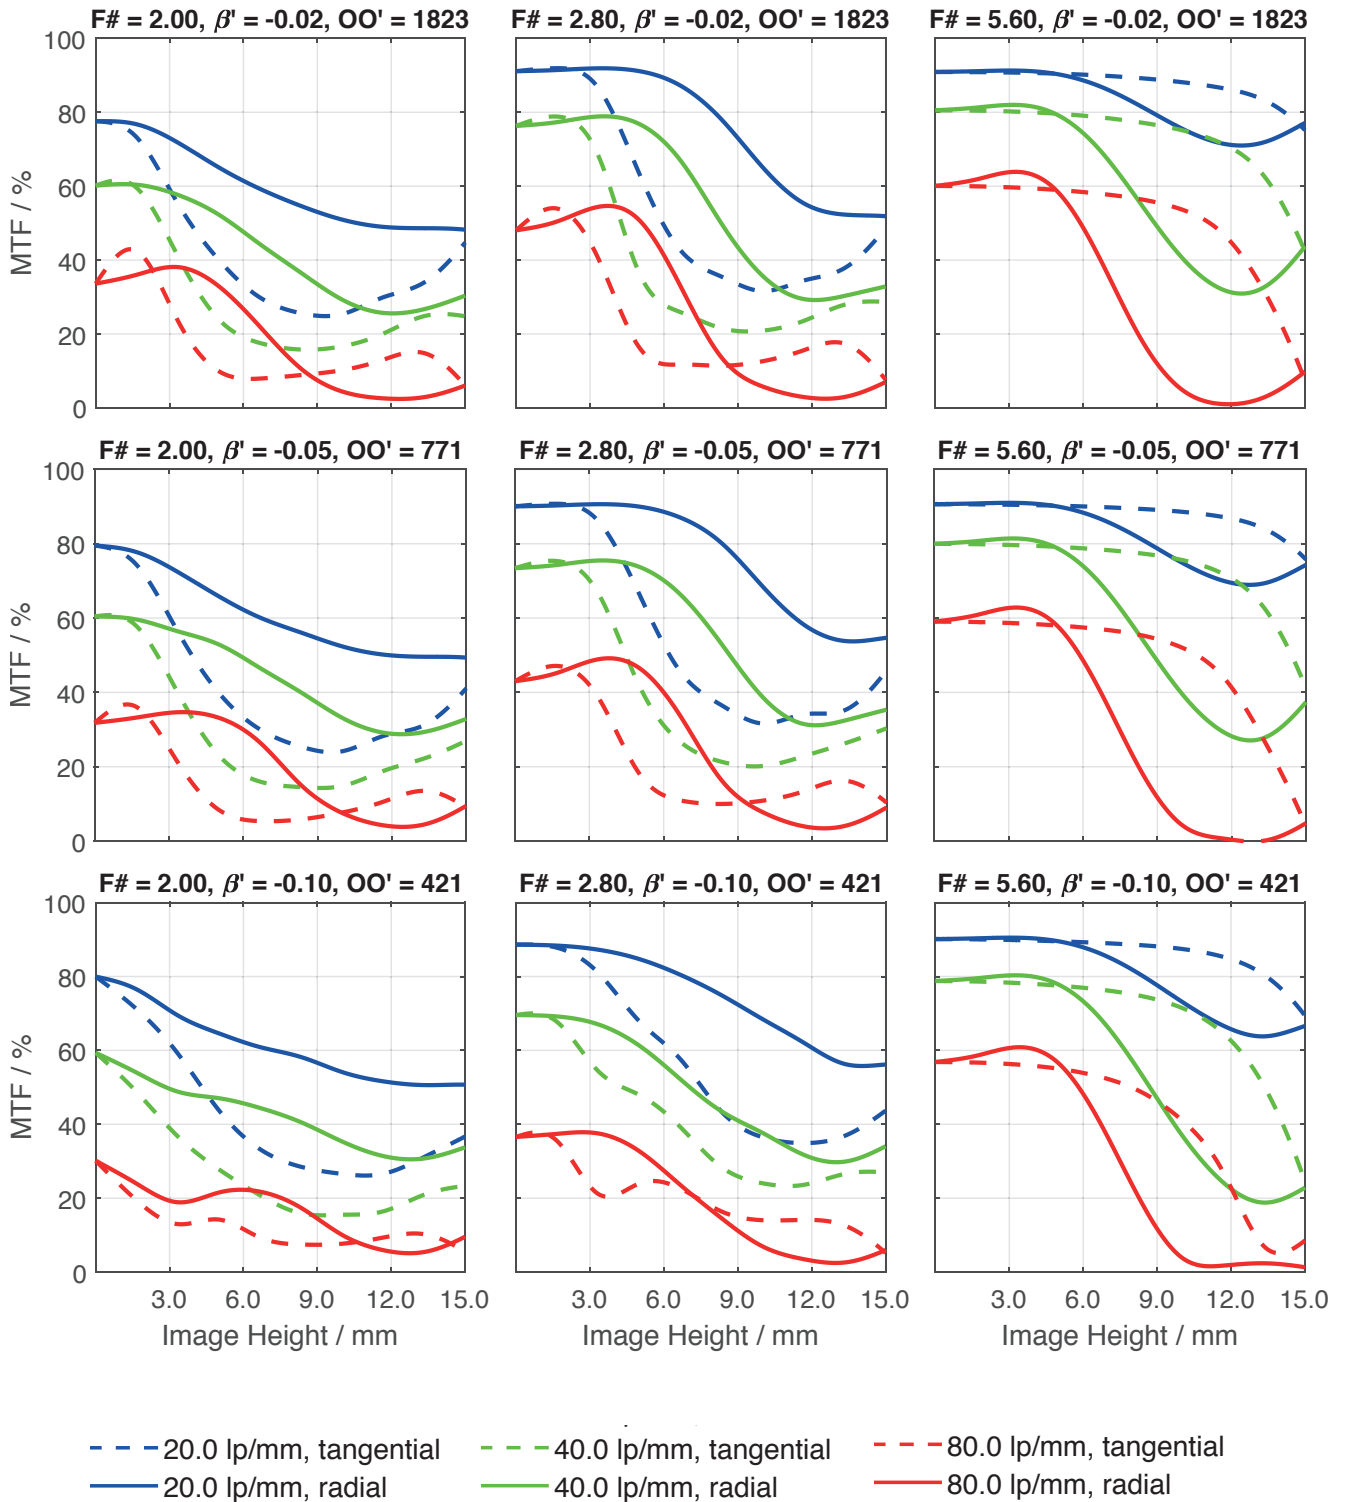 F# = 2.00, β' = -0.02, OO' = 1823
F# = 2.80, β' = -0.02, OO' = 1823
F# = 5.60, β' = -0.02, OO' = 1823
100
80
60
40
20
0
MTF / %
F# = 2.00, β' = -0.05, OO' = 771
F# = 2.80, β' = -0.05, OO' = 771
F# = 5.60, β' = -0.05, OO' = 771
100
80
60
40
20
0
MTF / %
F# = 2.00, β' = -0.10, OO' = 421
F# = 2.80, β' = -0.10, OO' = 421
F# = 5.60, β' = -0.10, OO' = 421
100
80
60
40
20
0
MTF / %
3.0 6.0 9.0 12.0 15.0
3.0 6.0 9.0 12.0 15.0
3.0 6.0 9.0 12.0 15.0
Image Height / mm
Image Height / mm
Image Height / mm
20.0 lp/mm, tangential
40.0 lp/mm, tangential
80.0 lp/mm, tangential
20.0 lp/mm, radial
40.0 lp/mm, radial
80.0 lp/mm, radial